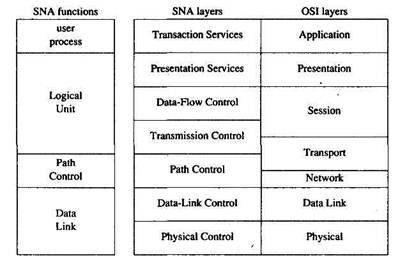 SNA functions
SNA layers
OSI layers
user
process
Transaction Services
Application
Presentation Services
Presentation
Logical
Unit
Data-Flow Control
Session
Transmission Control
Transport
Path
Control
Path Control
Network
Data
Link
Data-Link Control
Data Link
Physical Control
Physical